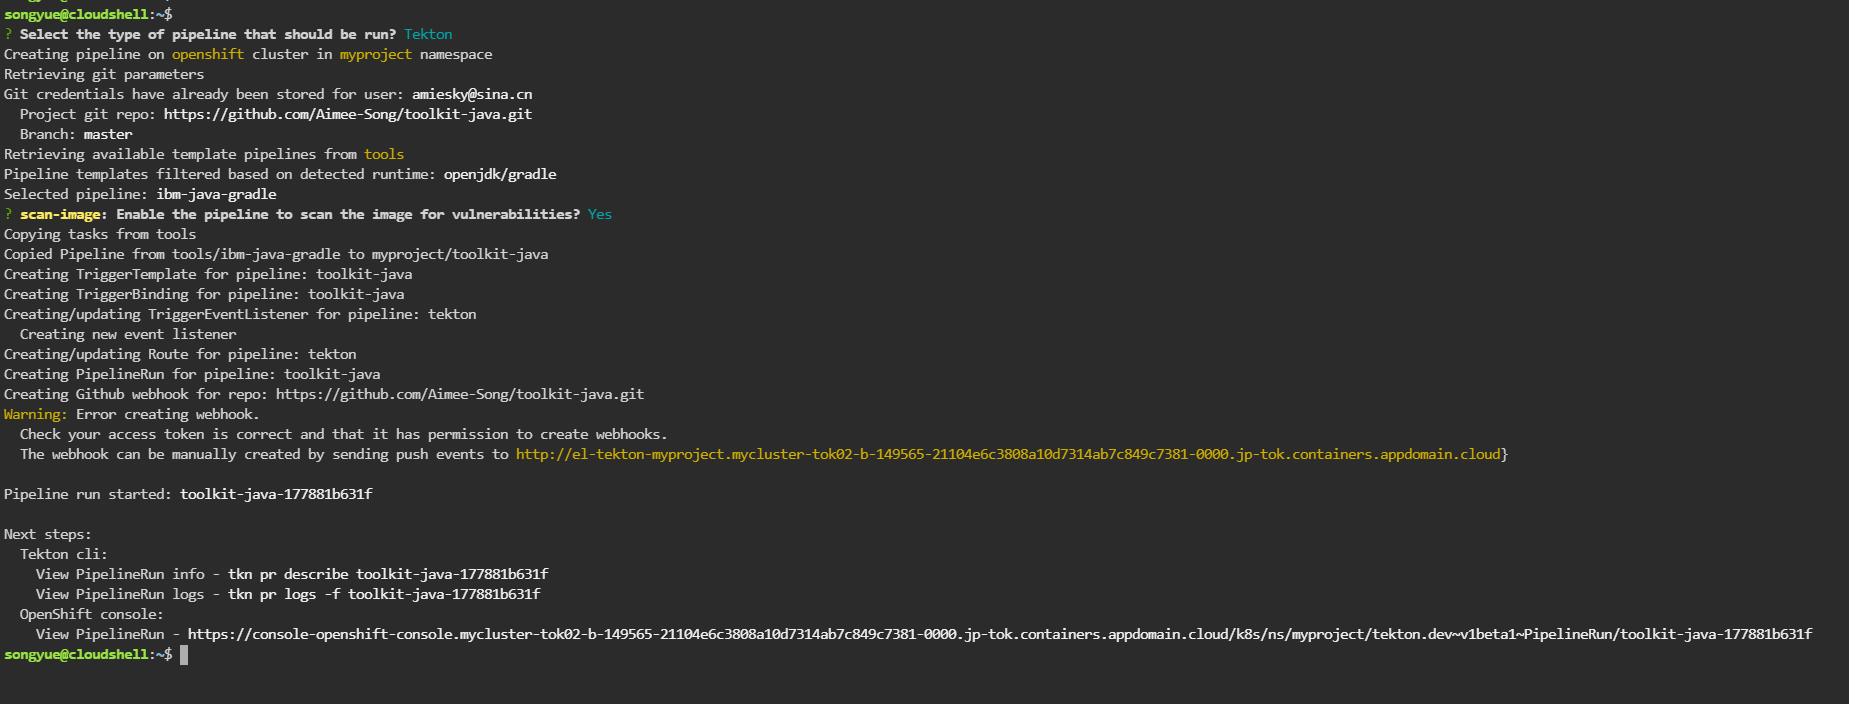 songyue@cloudshell:~$
? Select the type of pipeline that should be run? Tekton
Creating pipeline on openshift cluster in myproject namespace
Retrieving git parameters
Git credentials have already been stored for user: amiesky@sina.cn
  Project git repo: https://github.com/Aimee-Song/toolkit-java.git
  Branch: master
Retrieving available template pipelines from tools
Pipeline templates filtered based on detected runtime: openjdk/gradle
Selected pipeline: ibm-java-gradle
? scan-image: Enable the pipeline to scan the image for vulnerabilities? Yes
Copying tasks from tools
Copied Pipeline from tools/ibm-java-gradle to myproject/toolkit-java
Creating TriggerTemplate for pipeline: toolkit-java
Creating TriggerBinding for pipeline: toolkit-java
Creating/updating TriggerEventListener for pipeline: tekton
  Creating new event listener
Creating/updating Route for pipeline: tekton
Creating PipelineRun for pipeline: toolkit-java
Creating Github webhook for repo: https://github.com/Aimee-Song/toolkit-java.git
Warning: Error creating webhook.
  Check your access token is correct and that it has permission to create webhooks.
  The webhook can be manually created by sending push events to http://el-tekton-myproject.mycluster-tok02-b-149565-21104e6c3808a10d7314ab7c849c7381-0000.jp-tok.containers.appdomain.cloud}
Pipeline run started: toolkit-java-177881b631f
Next steps:
  Tekton cli:
    View PipelineRun info - tkn pr describe toolkit-java-177881b631f
    View PipelineRun logs - tkn pr logs -f toolkit-java-177881b631f
  OpenShift console:
    View PipelineRun - https://console-openshift-console.mycluster-tok02-b-149565-21104e6c3808a10d7314ab7c849c7381-0000.jp-tok.containers.appdomain.cloud/k8s/ns/myproject/tekton.dev~v1beta1~PipelineRun/toolkit-java-177881b631f
songyue@cloudshell:~$